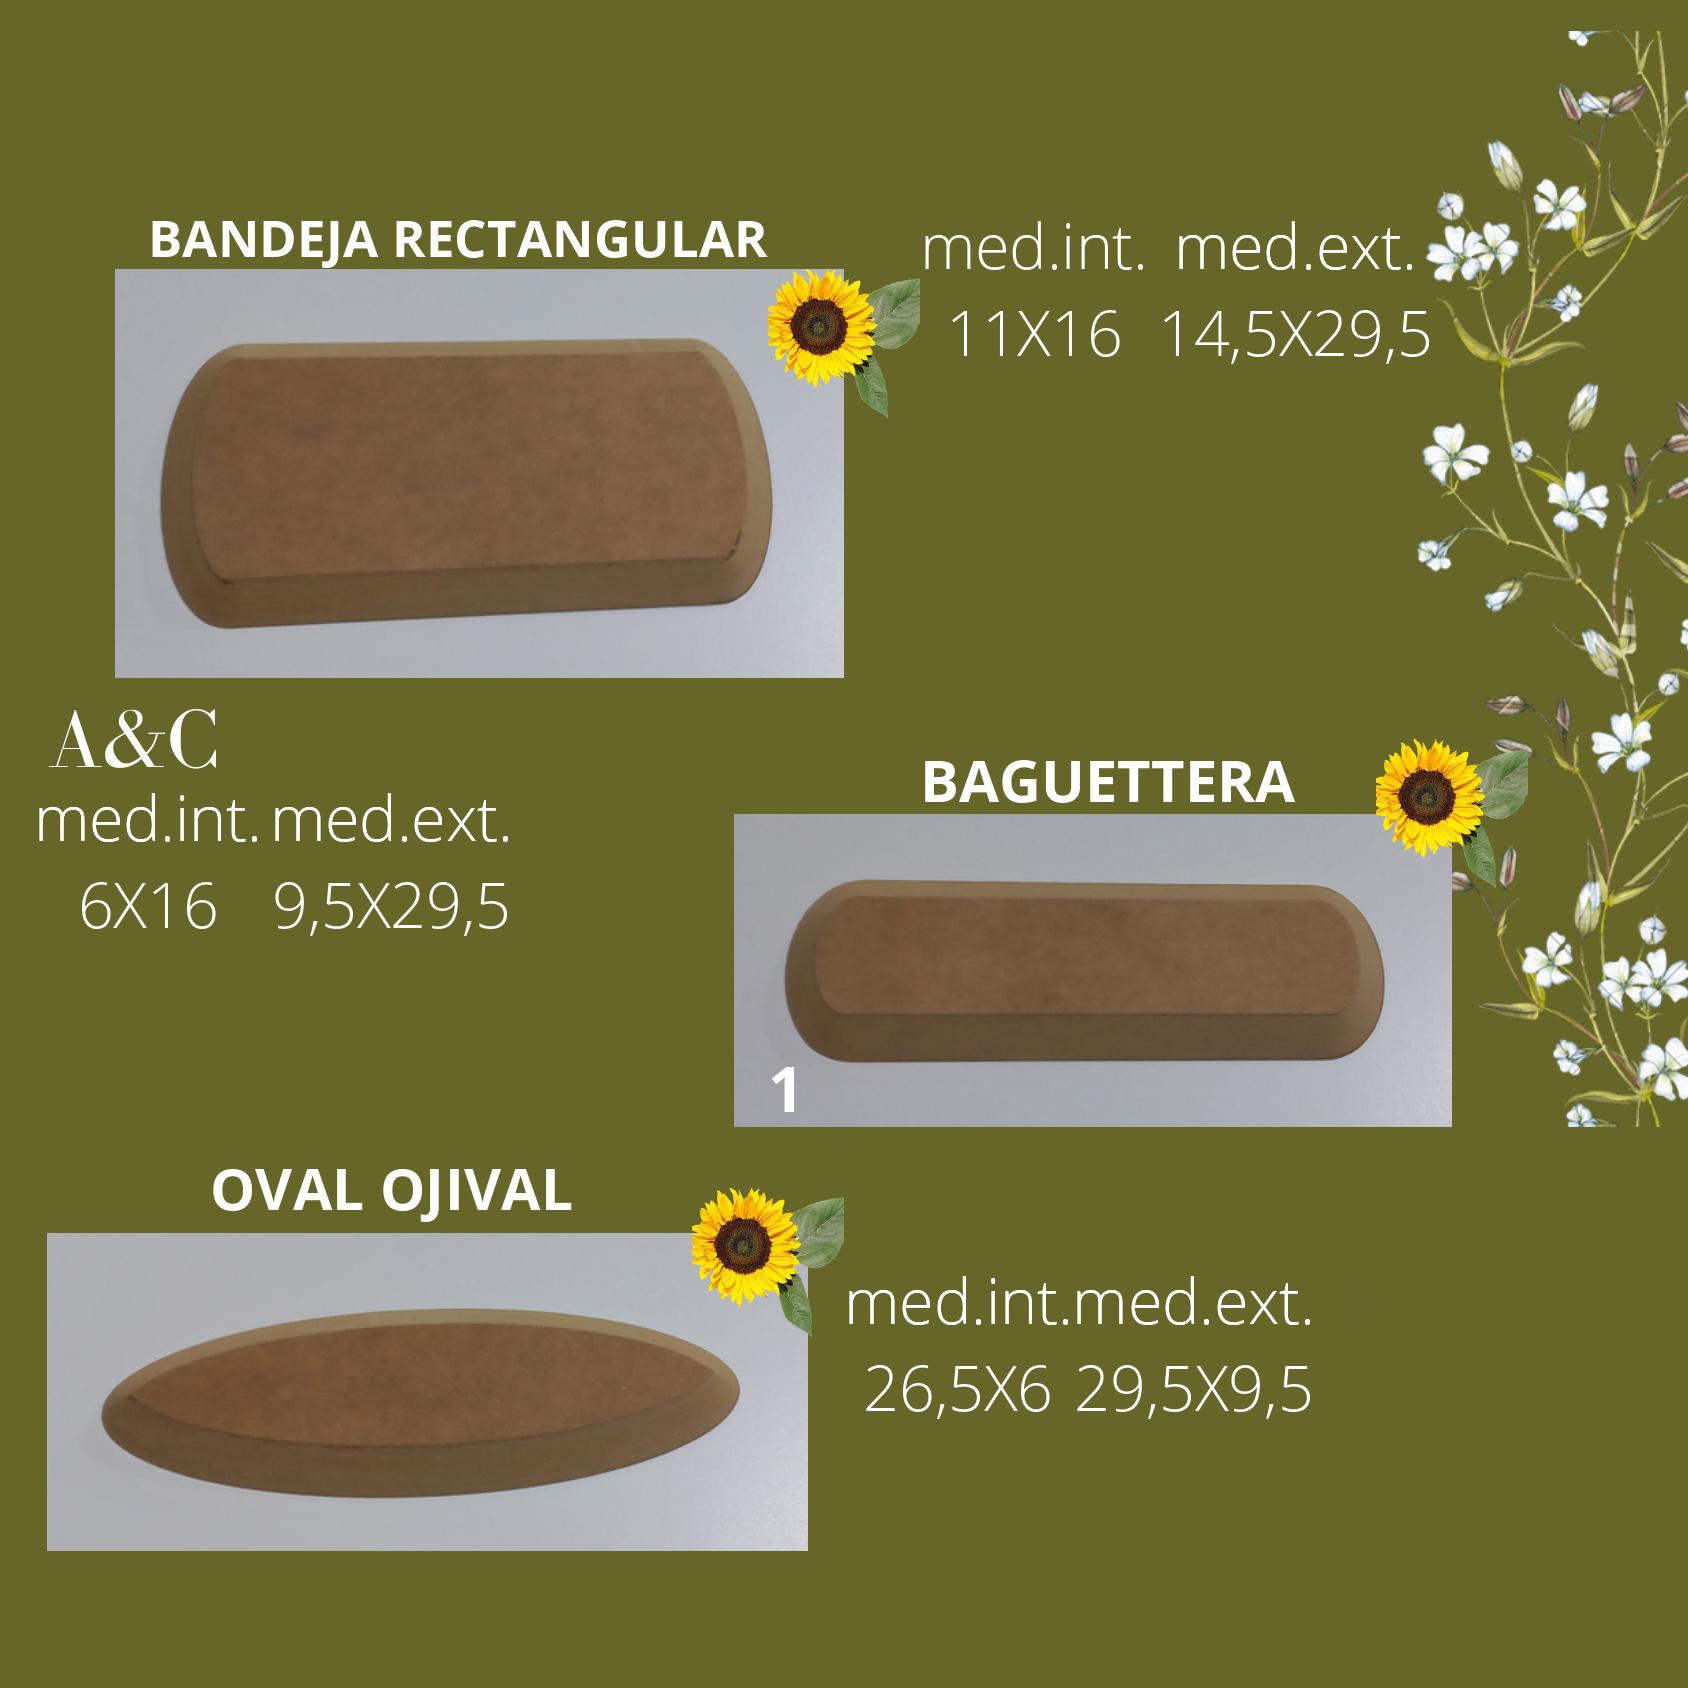 BANDEJA RECTANGULAR
med.int. med.ext.
11X16 14,5X29,5
A&C
med.int. med.ext.
6X16 9,5X29,5
BAGUETTERA
1
OVAL OJIVAL
med.int.med.ext.
26,5X6 29,5X9,5